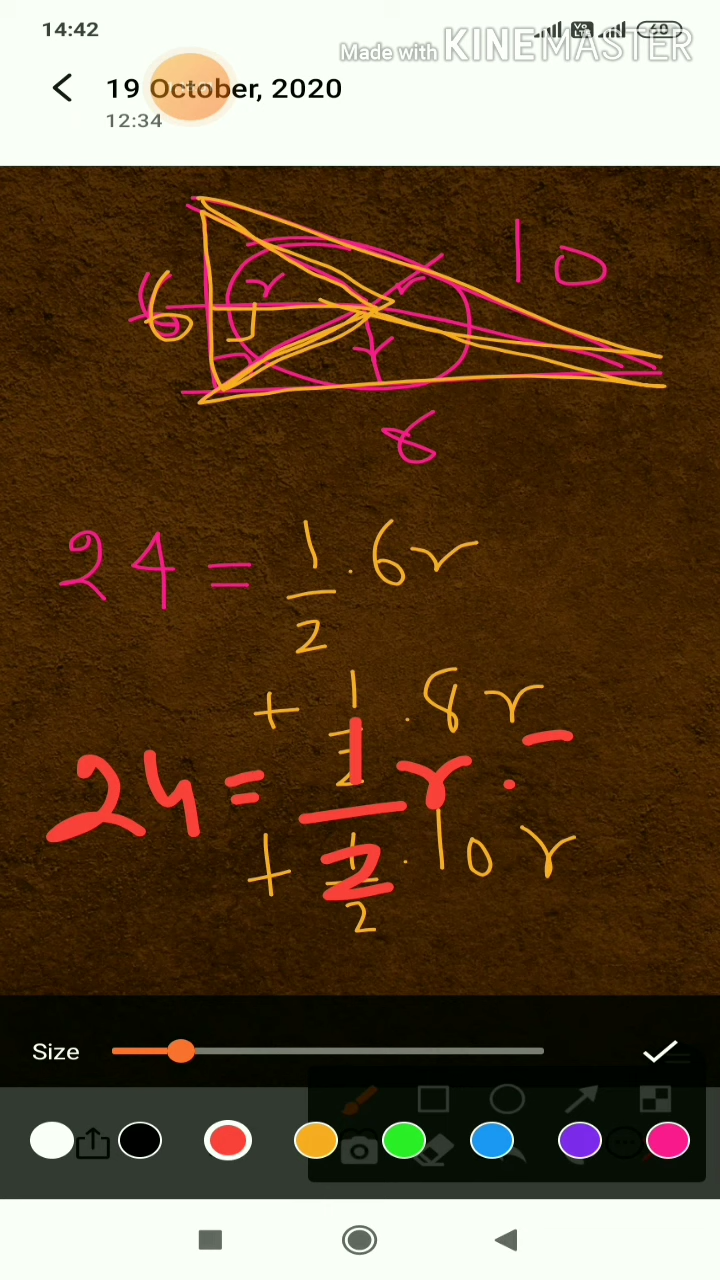 14:42
Made with KINEMASTER
60
19 October, 2020
12:34
10
r
r
6
r
8
24 = 1/2 . 6r
+ 1/2 . 8r
24 = 1/2 r .
+ 1/2 . 10r
Size